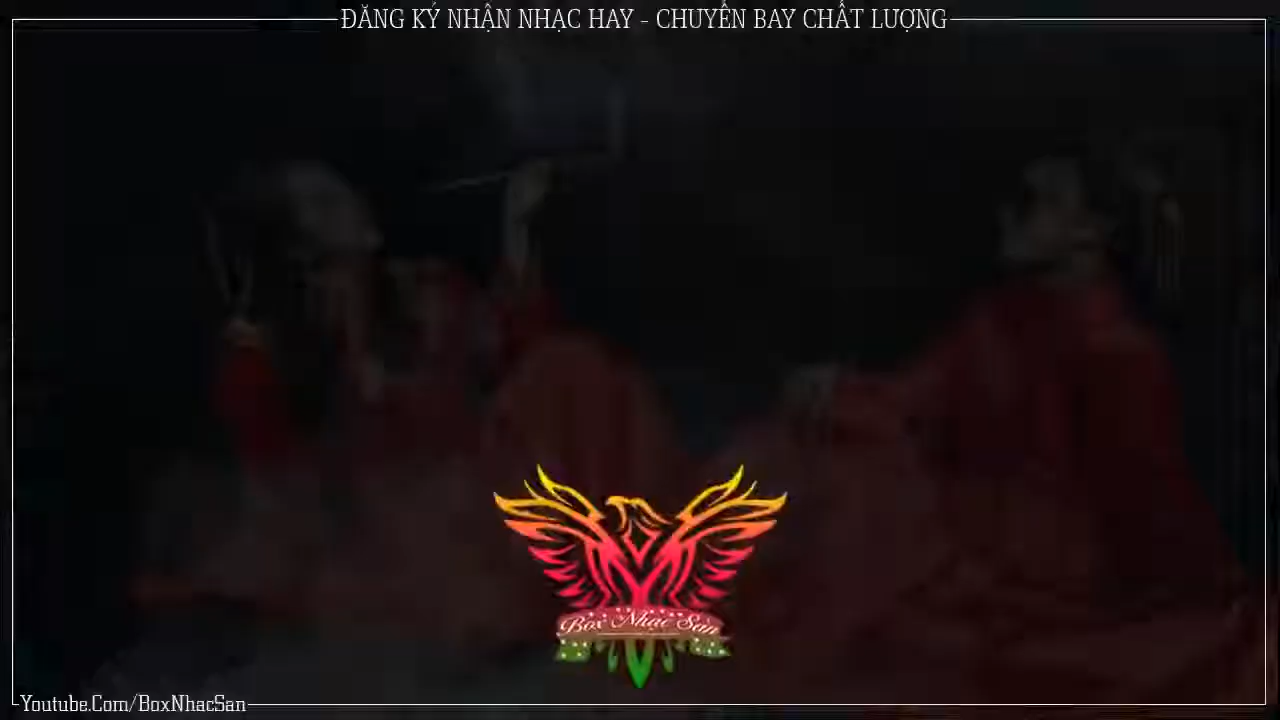 ĐĂNG KÝ NHẬN NHẠC HAY - CHUYẾN BAY CHẤT LƯỢNG
Box Nhạc Sàn
Youtube.Com/BoxNhacSan